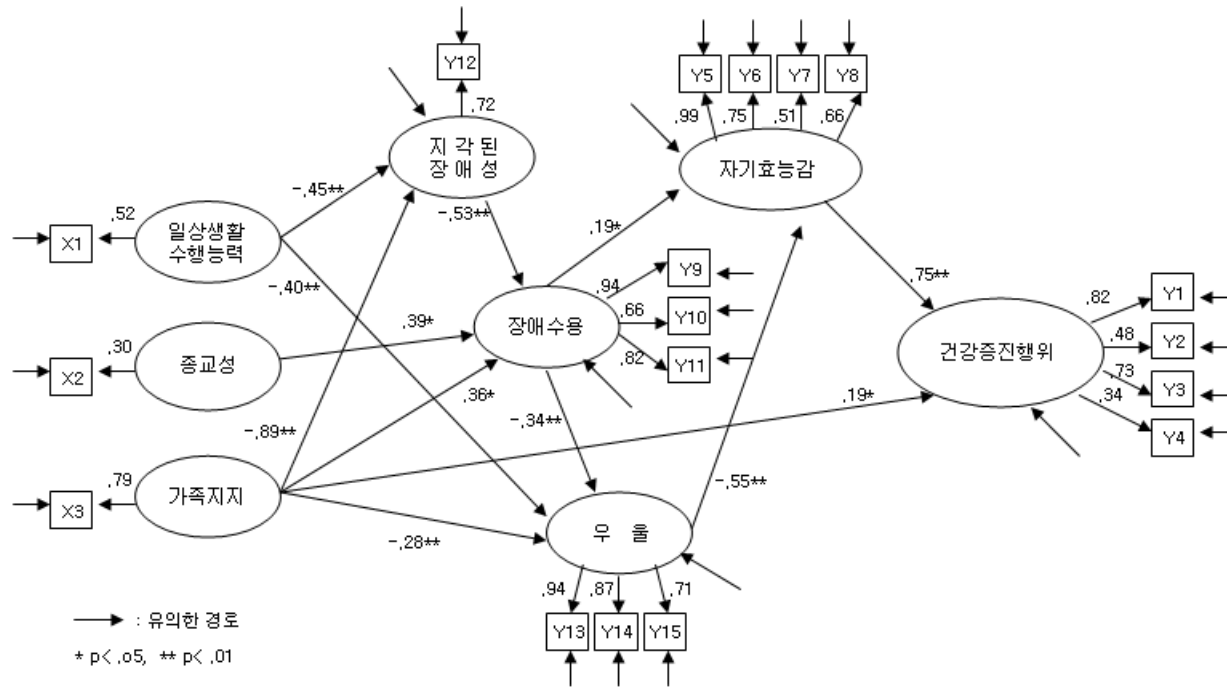 Y12
Y5
Y6
Y7
Y8
,72
,99
,75
,51
,66
지 각 된
장 애 성
자기효능감
-,45**
,52
X1
일상생활
수행능력
-,53**
,19*
Y9
,94
-,40**
,75**
Y1
,82
,66
Y10
장애수용
,39*
,82
Y11
Y2
,48
건강증진행위
,30
X2
종교성
,73
Y3
,36*
,34
,19*
-,34**
Y4
-,89**
,79
X3
가족지지
-,55**
우 울
-,28**
,94
,87
,71
Y13
Y14
Y15
: 유의한 경로
* p< ,o5, ** p< ,01